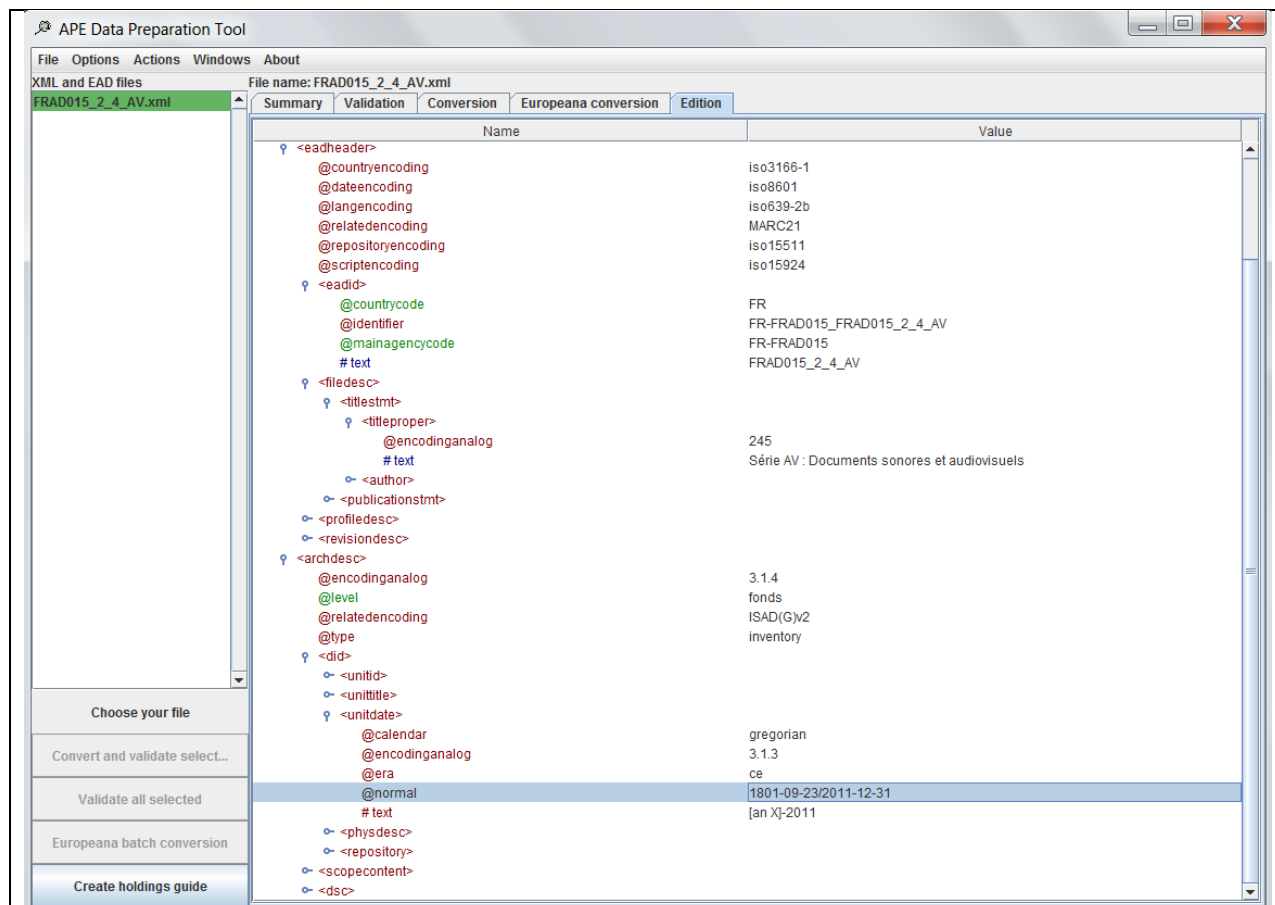 APE Data Preparation Tool
File Options Actions Windows About
XML and EAD files
File name: FRAD015_2_4_AV.xml
FRAD015_2_4_AV.xml
Summary Validation Conversion Europeana conversion Edition
Name Value
<eadheader>
@countryencoding iso3166-1
@dateencoding iso8601
@langencoding iso639-2b
@relatedencoding MARC21
@repositoryencoding iso15511
@scriptencoding iso15924
<eadid>
@countrycode FR
@identifier FR-FRAD015_FRAD015_2_4_AV
@mainagencycode FR-FRAD015
# text FRAD015_2_4_AV
<filedesc>
<titlestmt>
<titleproper>
@encodinganalog 245
# text Série AV : Documents sonores et audiovisuels
<author>
<publicationstmt>
<profiledesc>
<revisiondesc>
<archdesc>
@encodinganalog 3.1.4
@level fonds
@relatedencoding ISAD(G)v2
@type inventory
<did>
<unitid>
<unittitle>
<unitdate>
@calendar gregorian
@encodinganalog 3.1.3
@era ce
@normal 1801-09-23/2011-12-31
# text [an X]-2011
<physdesc>
<repository>
<scopecontent>
<dsc>
Choose your file
Convert and validate select...
Validate all selected
Europeana batch conversion
Create holdings guide